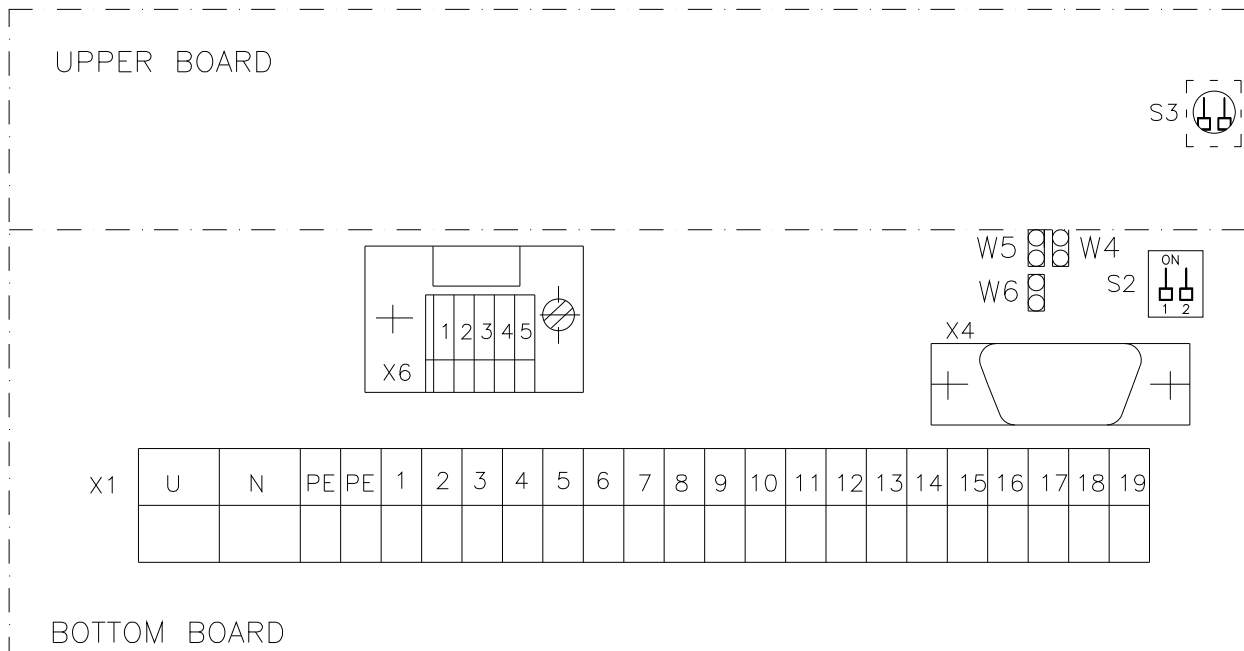 UPPER BOARD
S3
W5 W4
ON
S2
1 2
W6
X4
1 2 3 4 5
X6
X1 U N PE PE 1 2 3 4 5 6 7 8 9 10 11 12 13 14 15 16 17 18 19
BOTTOM BOARD